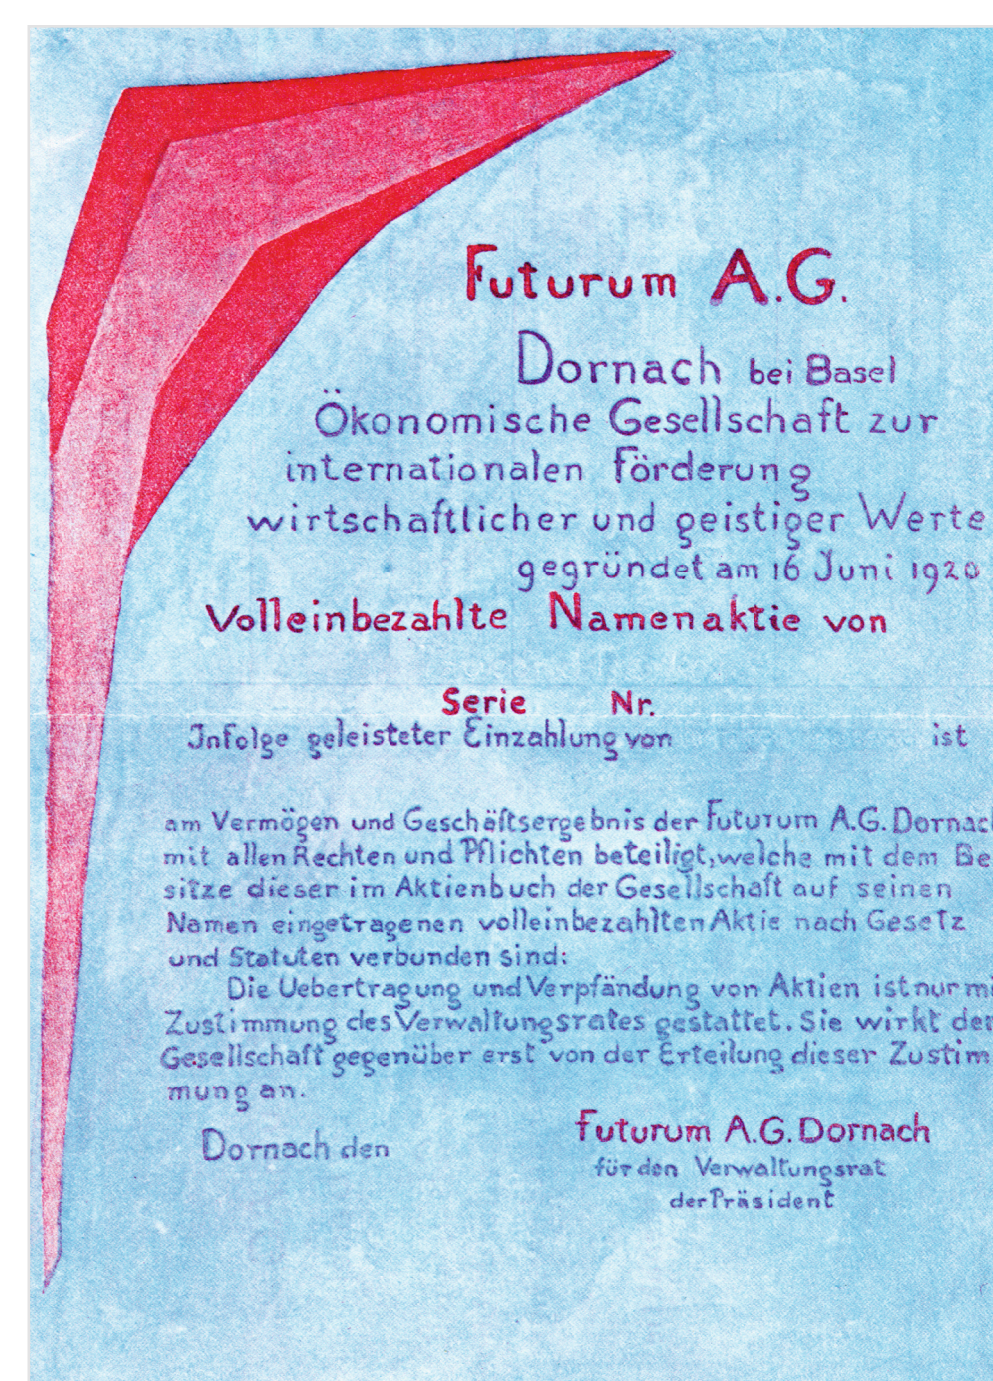 Futurum A.G.
Dornach bei Basel
Ökonomische Gesellschaft zur
internationalen Förderung
wirtschaftlicher und geistiger Werte
gegründet am 16 Juni 1920
Volleinbezahlte Namenaktie von
Serie Nr.
Infolge geleisteter Einzahlung von ist
am Vermögen und Geschäftsergebnis der Futurum A.G. Dornach
mit allen Rechten und Pflichten beteiligt, welche mit dem Be
sitze dieser im Aktienbuch der Gesellschaft auf seinen
Namen eingetragenen volleinbezahlten Aktie nach Gesetz
und Statuten verbunden sind:
Die Uebertragung und Verpfändung von Aktien ist nur mi
Zustimmung des Verwaltungsrates gestattet. Sie wirkt der
Gesellschaft gegenüber erst von der Erteilung dieser Zustim
mung an.
Dornach den
Futurum A.G. Dornach
für den Verwaltungsrat
der Präsident